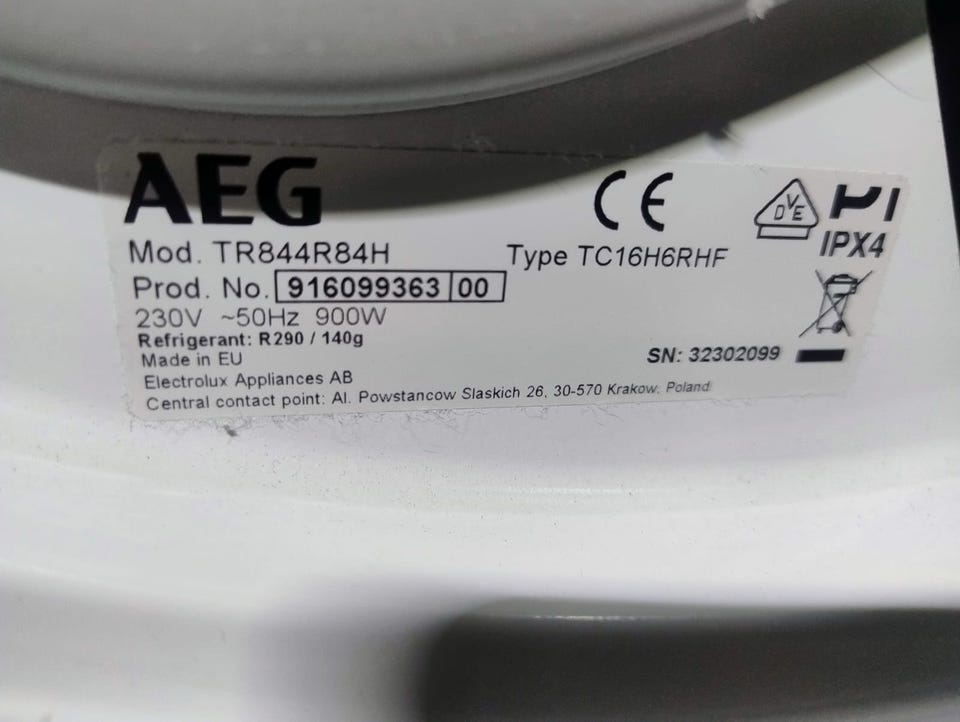 AEG
CE
DVE
Mod. TR844R84H
Type TC16H6RHF
IPX4
Prod. No. 916099363 00
230V ~50Hz 900W
Refrigerant: R290 / 140g
Made in EU
SN: 32302099
Electrolux Appliances AB
Central contact point: Al. Powstancow Slaskich 26, 30-570 Krakow, Poland